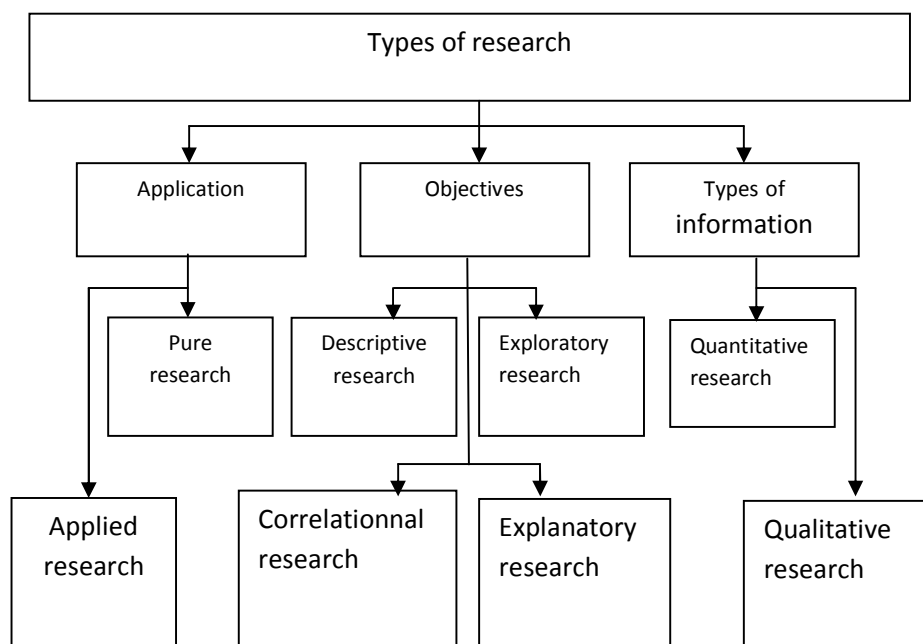 Types of research
Application
Objectives
Types of
information
Pure
research
Descriptive
research
Exploratory
research
Quantitative
research
Applied
research
Correlationnal
research
Explanatory
research
Qualitative
research